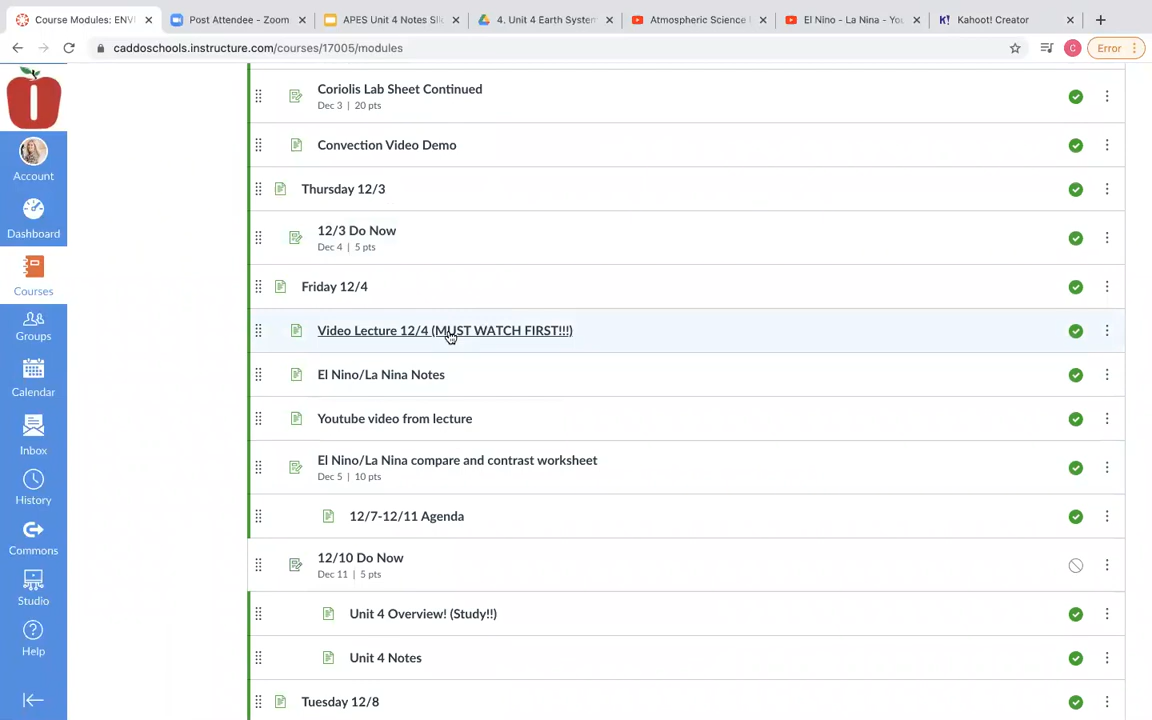 Course Modules: ENVI
Post Attendee - Zoom
APES Unit 4 Notes Sli
4. Unit 4 Earth System
Atmospheric Science
El Nino - La Nina - You
K! Kahoot! Creator
caddoschools.instructure.com/courses/17005/modules
C
Error
Coriolis Lab Sheet Continued
Dec 3 | 20 pts
Convection Video Demo
Thursday 12/3
12/3 Do Now
Dec 4 | 5 pts
Friday 12/4
Video Lecture 12/4 (MUST WATCH FIRST!!!)
El Nino/La Nina Notes
Youtube video from lecture
El Nino/La Nina compare and contrast worksheet
Dec 5 | 10 pts
12/7-12/11 Agenda
12/10 Do Now
Dec 11 | 5 pts
Unit 4 Overview! (Study!!)
Unit 4 Notes
Tuesday 12/8
Account
Dashboard
Courses
Groups
Calendar
Inbox
History
Commons
Studio
Help